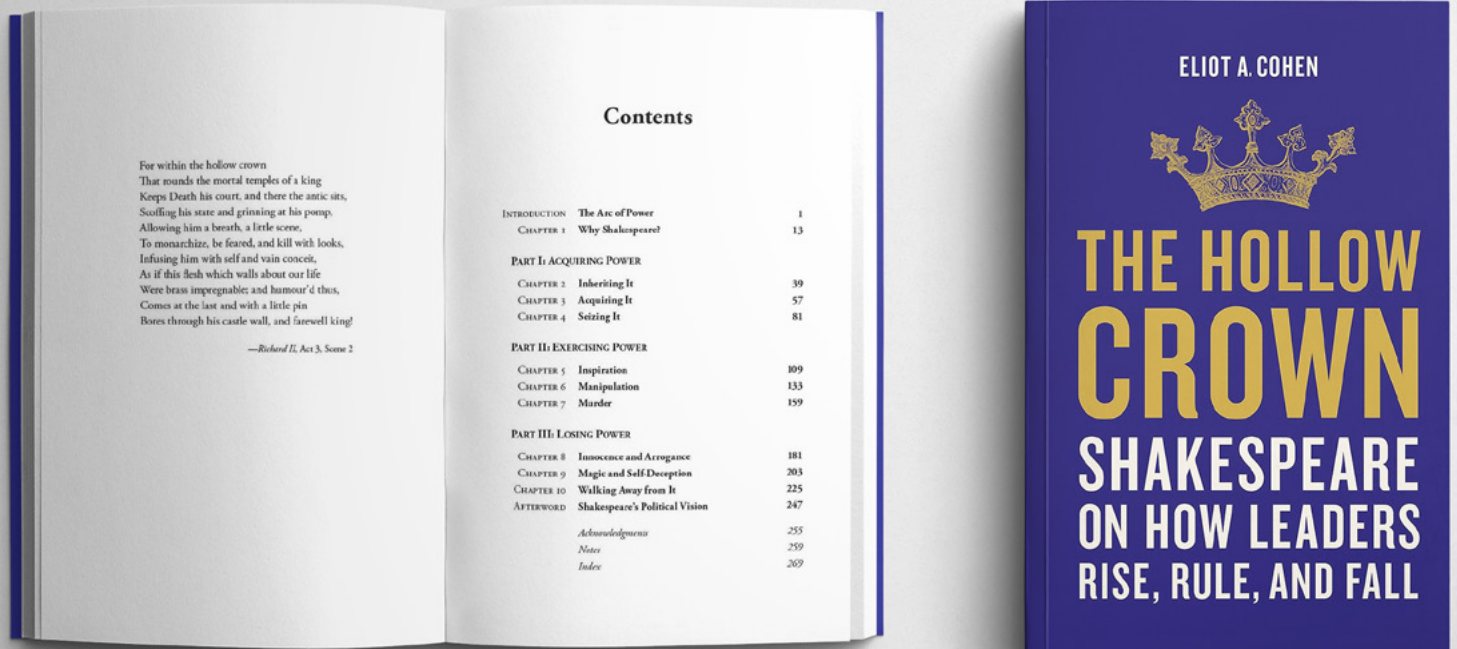 For within the hollow crown
That rounds the mortal temples of a king
Keeps Death his court, and there the antic sits,
Scoffing his state and grinning at his pomp,
Allowing him a breath, a little scene,
To monarchize, be feared, and kill with looks,
Infusing him with self and vain conceit,
As if this flesh which walls about our life
Were brass impregnable; and humour'd thus,
Comes at the last and with a little pin
Bores through his castle wall, and farewell king!
—Richard II, Act 3, Scene 2
Contents
Introduction The Arc of Power 1
Chapter 1 Why Shakespeare? 13
Part I: Acquiring Power
Chapter 2 Inheriting It 39
Chapter 3 Acquiring It 57
Chapter 4 Seizing It 81
Part II: Exercising Power
Chapter 5 Inspiration 109
Chapter 6 Manipulation 133
Chapter 7 Murder 159
Part III: Losing Power
Chapter 8 Innocence and Arrogance 181
Chapter 9 Magic and Self-Deception 203
Chapter 10 Walking Away from It 225
Afterword Shakespeare's Political Vision 247
Acknowledgments 255
Notes 259
Index 269
ELIOT A. COHEN
THE HOLLOW
CROWN
SHAKESPEARE
ON HOW LEADERS
RISE, RULE, AND FALL